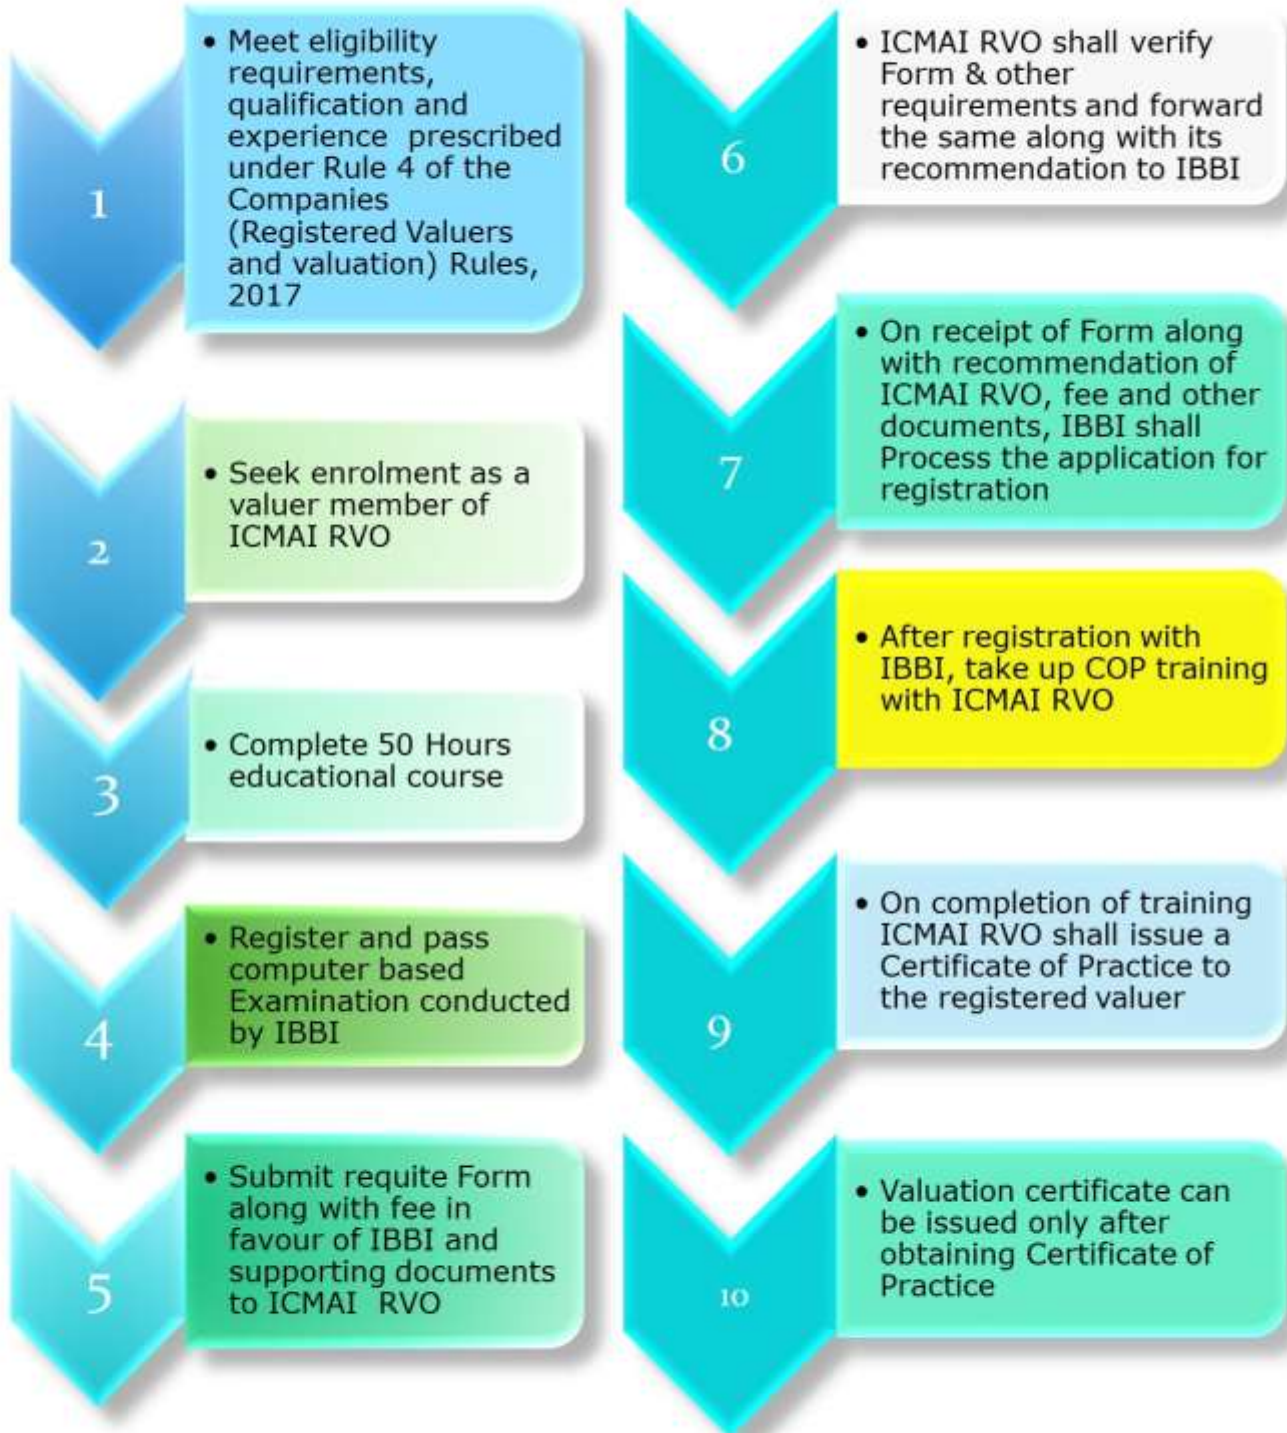 1
• Meet eligibility
requirements,
qualification and
experience prescribed
under Rule 4 of the
Companies
(Registered Valuers
and valuation) Rules,
2017
2
• Seek enrolment as a
valuer member of
ICMAI RVO
3
• Complete 50 Hours
educational course
4
• Register and pass
computer based
Examination conducted
by IBBI
5
• Submit requite Form
along with fee in
favour of IBBI and
supporting documents
to ICMAI RVO
6
• ICMAI RVO shall verify
Form & other
requirements and forward
the same along with its
recommendation to IBBI
7
• On receipt of Form along
with recommendation of
ICMAI RVO, fee and other
documents, IBBI shall
Process the application for
registration
8
• After registration with
IBBI, take up COP training
with ICMAI RVO
9
• On completion of training
ICMAI RVO shall issue a
Certificate of Practice to
the registered valuer
10
• Valuation certificate can
be issued only after
obtaining Certificate of
Practice